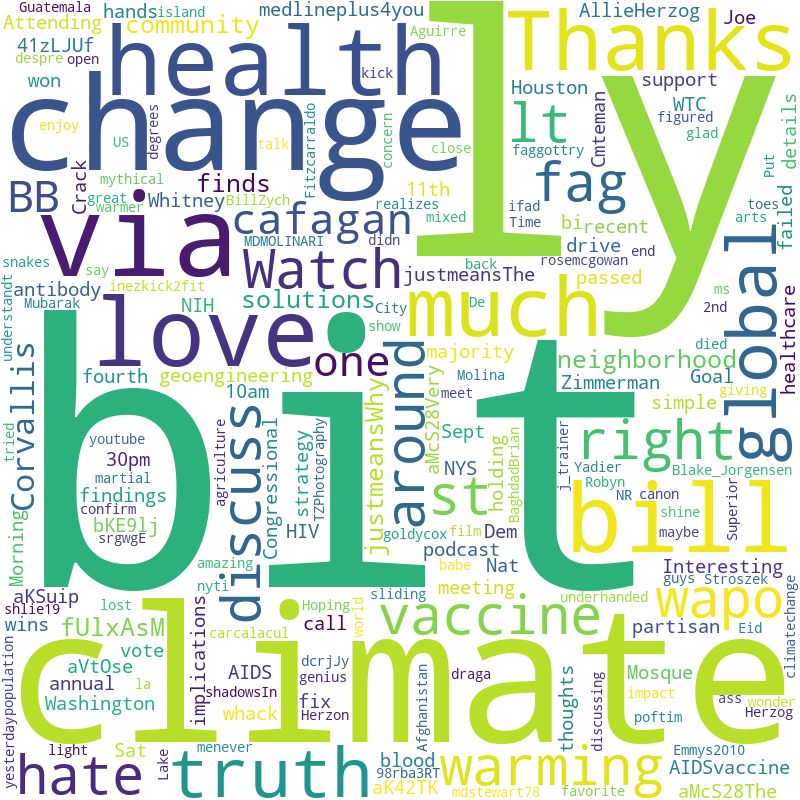 Guatemala
hands
island
medlineplus4you
ly
Thanks
AllieHerzog
Joe
Attending
community
41zLJUf
despre
open
health
kick
Aguirre
won
change
Houston
support
lt
WTC
figured
glad
enjoy
US
degrees
talk
Fitzcarraldo
concern
close
faggottry
Cmteman
details
mythical
great
warmer
Crack
finds
BB
Whitney
BillZych
realizes
11th
mixed
fag
ifad
Time
bi
recent
Put
toes
arts
failed
via
cafagan
MDMOLINARI
didn
drive
end
rosemcgowan
snakes
say
Watch
back
justmeansThe
passed
global
antibody
inezkick2fit
NIH
solutions
City
De
much
ms
2nd
understandt
Mubarak
love
one
show
majority
neighborhood
died
healthcare
fourth
geoengineering
around
Molina
Zimmerman
Goal
giving
bit
10am
meet
simple
Corvallis
discuss
strategy
justmeansWhy
aMcS28Very
Sept
holding
BaghdadBrian
right
tried
youtube
agriculture
Congressional
TZPhotography
NYS
j_trainer
Yadier
Robyn
Blake_Jorgensen
30pm
martial
findings
confirm
st
NR
canon
shine
bill
Superior
Morning
bKE9lj
srgwgE
HIV
goldycox
film
Dem
maybe
podcast
Interesting
amazing
nyti
babe
Nat
guys
Stroszek
aKSuip
meeting
sliding
underhanded
wapo
shlie19
lost
Hoping
world
vaccine
wins
fUlxAsM
carcalacul
call
partisan
Eid
climatechange
vote
implications
dcrjJy
climate
aVtOse
AIDS
genius
Afghanistan
draga
thoughts
discussing
Mosque
annual
la
shadowsIn
fix
impact
ass
wonder
Washington
whack
Herzon
poftim
Herzog
yesterdaypopulation
light
Sat
menever
Lake
blood
warming
Emmys2010
hate
truth
98rba3RT
AIDSvaccine
aK42TK
mdstewart78
favorite
aMcS28The